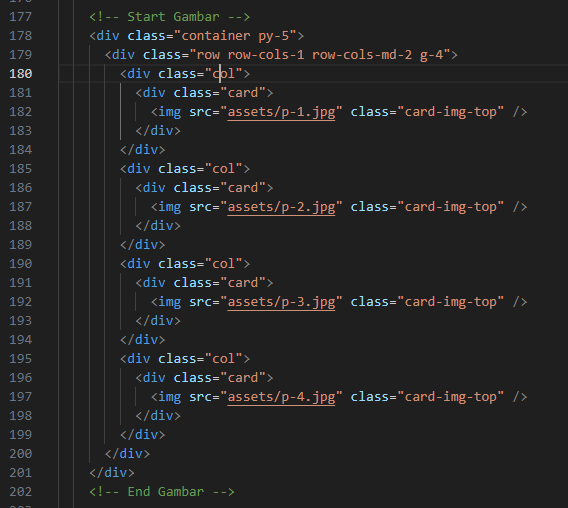 177 <!-- Start Gambar -->
178 <div class="container py-5">
179 <div class="row row-cols-1 row-cols-md-2 g-4">
180 <div class="col">
181 <div class="card">
182 <img src="assets/p-1.jpg" class="card-img-top" />
183 </div>
184 </div>
185 <div class="col">
186 <div class="card">
187 <img src="assets/p-2.jpg" class="card-img-top" />
188 </div>
189 </div>
190 <div class="col">
191 <div class="card">
192 <img src="assets/p-3.jpg" class="card-img-top" />
193 </div>
194 </div>
195 <div class="col">
196 <div class="card">
197 <img src="assets/p-4.jpg" class="card-img-top" />
198 </div>
199 </div>
200 </div>
201 </div>
202 <!-- End Gambar -->